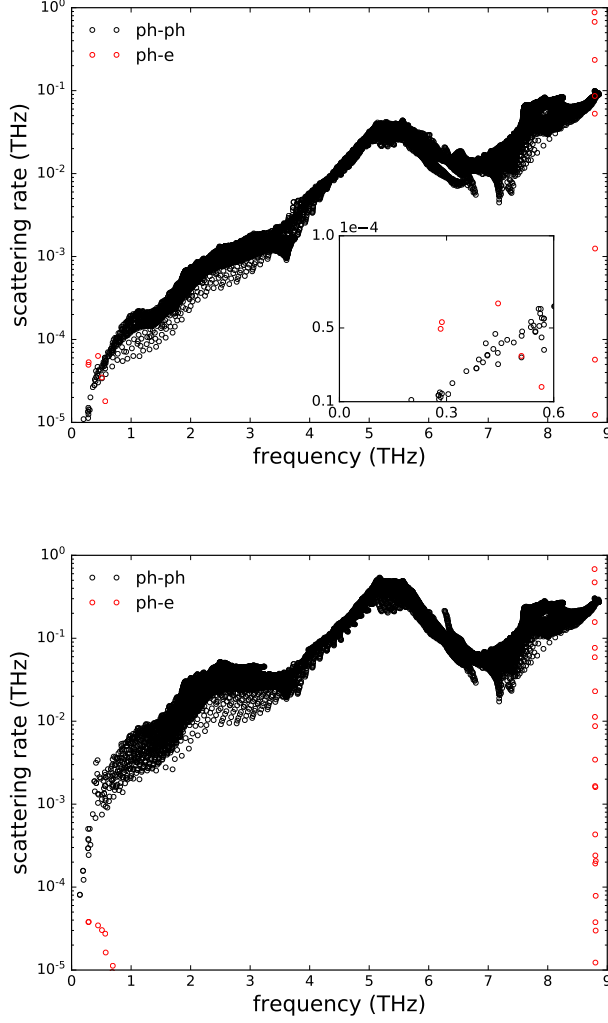 10^0
ph-ph
ph-e
10^-1
10^-2
10^-3
10^-4
10^-5
scattering rate (THz)
1.0 1e−4
0.5
0.1
0.0 0.3 0.6
0 1 2 3 4 5 6 7 8 9
frequency (THz)
10^0
ph-ph
ph-e
10^-1
10^-2
10^-3
10^-4
10^-5
scattering rate (THz)
0 1 2 3 4 5 6 7 8 9
frequency (THz)